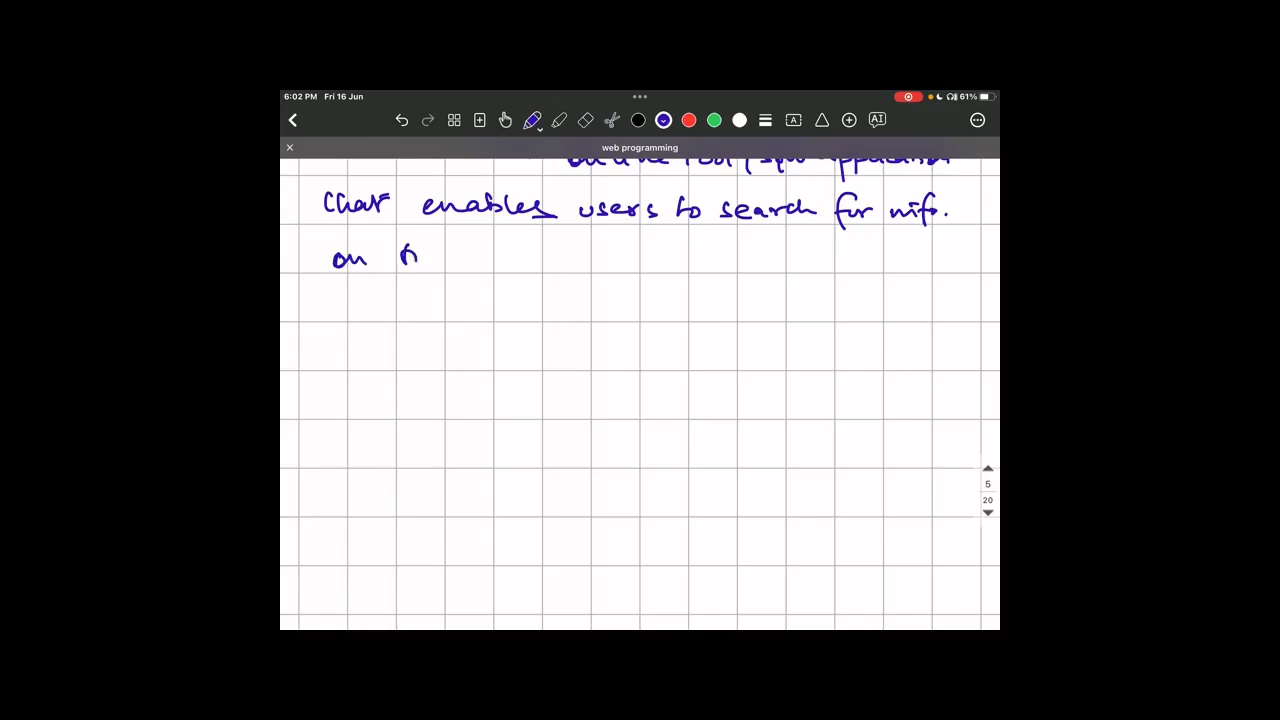 6:02 PM Fri 16 Jun
61%
web programming
that enables users to search for info.
on
5
20